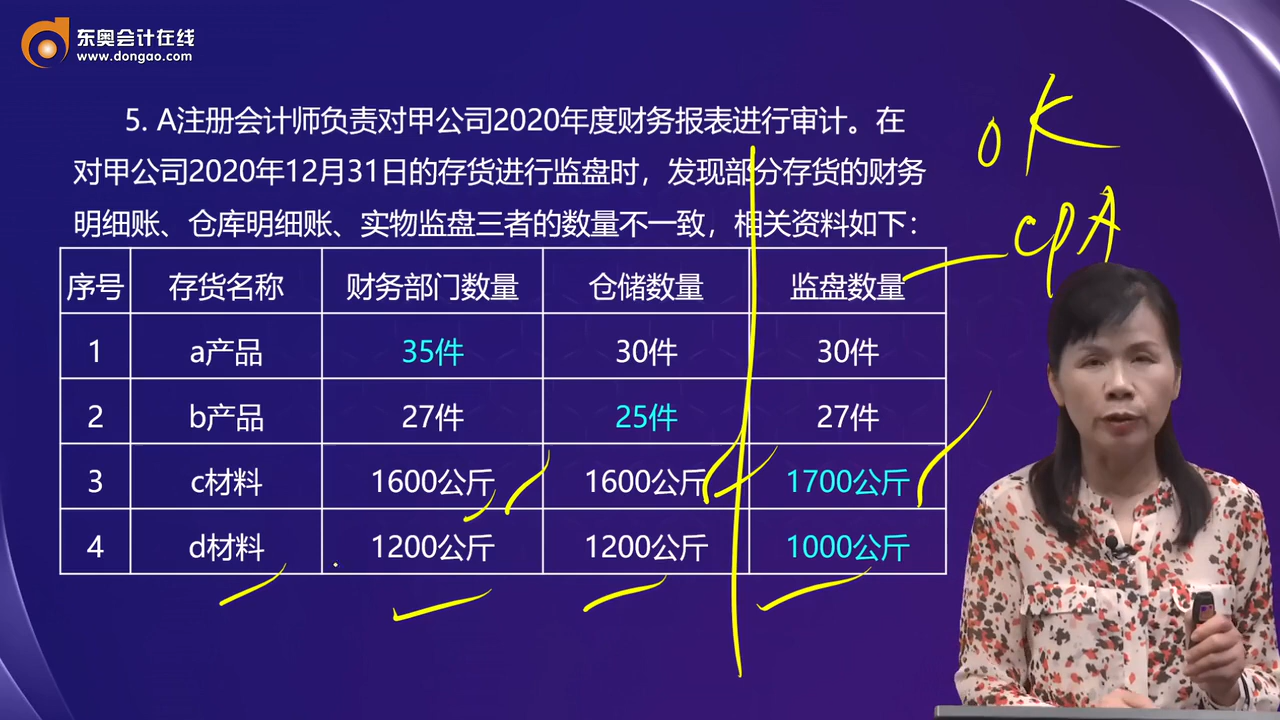 东奥会计在线
www.dongao.com
5. A注册会计师负责对甲公司2020年度财务报表进行审计。在
对甲公司2020年12月31日的存货进行监盘时，发现部分存货的财务
明细账、仓库明细账、实物监盘三者的数量不一致，相关资料如下：
OK
CPA
序号 存货名称 财务部门数量 仓储数量 监盘数量
1 a产品 35件 30件 30件
2 b产品 27件 25件 27件
3 c材料 1600公斤 1600公斤 1700公斤
4 d材料 1200公斤 1200公斤 1000公斤